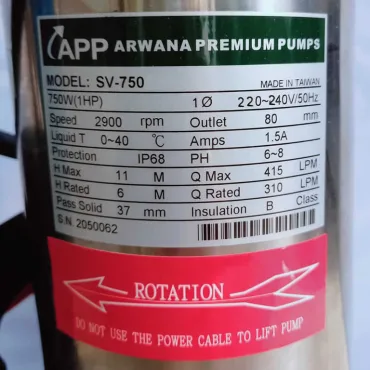 APP ARWANA PREMIUM PUMPS
MODEL: SV-750 MADE IN TAIWAN
750W(1HP) 1Ø 220~240V/50Hz
Speed 2900 rpm Outlet 80 mm
Liquid T 0~40 ℃ Amps 1.5A
Protection IP68 PH 6~8
H Max 11 M Q Max 415 LPM
H Rated 6 M Q Rated 310 LPM
Pass Solid 37 mm Insulation B Class
S.N. 2050062
ROTATION
DO NOT USE THE POWER CABLE TO LIFT PUMP